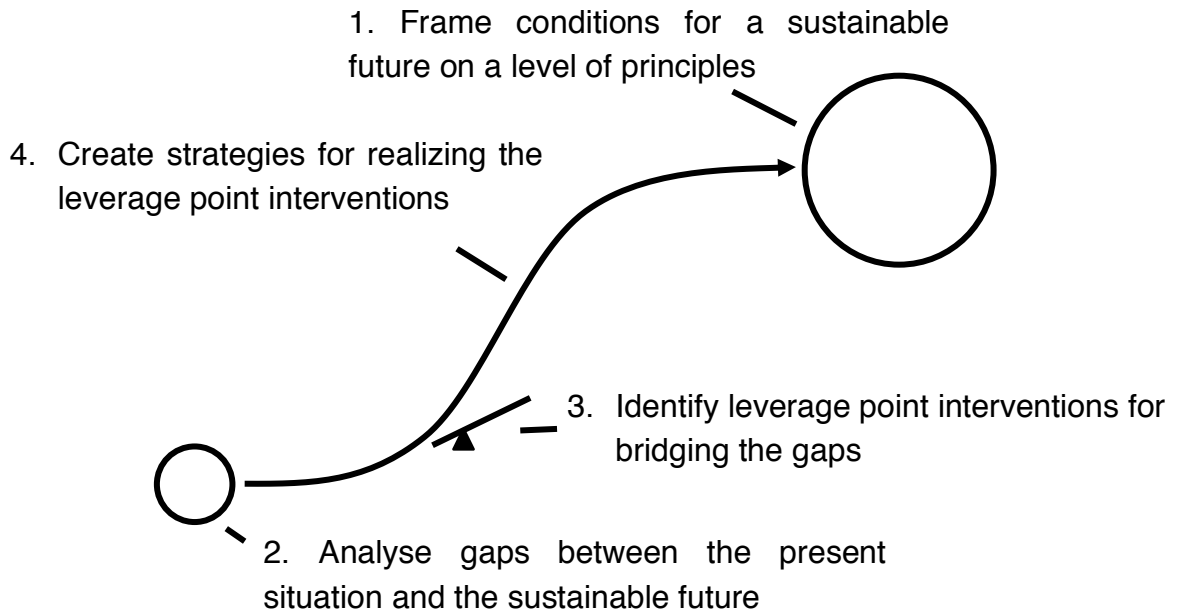 1. Frame conditions for a sustainable
future on a level of principles
4. Create strategies for realizing the
leverage point interventions
3. Identify leverage point interventions for
bridging the gaps
2. Analyse gaps between the present
situation and the sustainable future